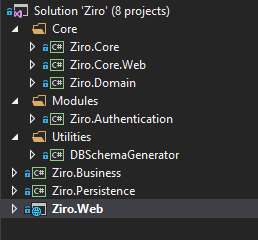 Solution 'Ziro' (8 projects)
Core
C# Ziro.Core
C# Ziro.Core.Web
C# Ziro.Domain
Modules
C# Ziro.Authentication
Utilities
C# DBSchemaGenerator
C# Ziro.Business
C# Ziro.Persistence
Ziro.Web